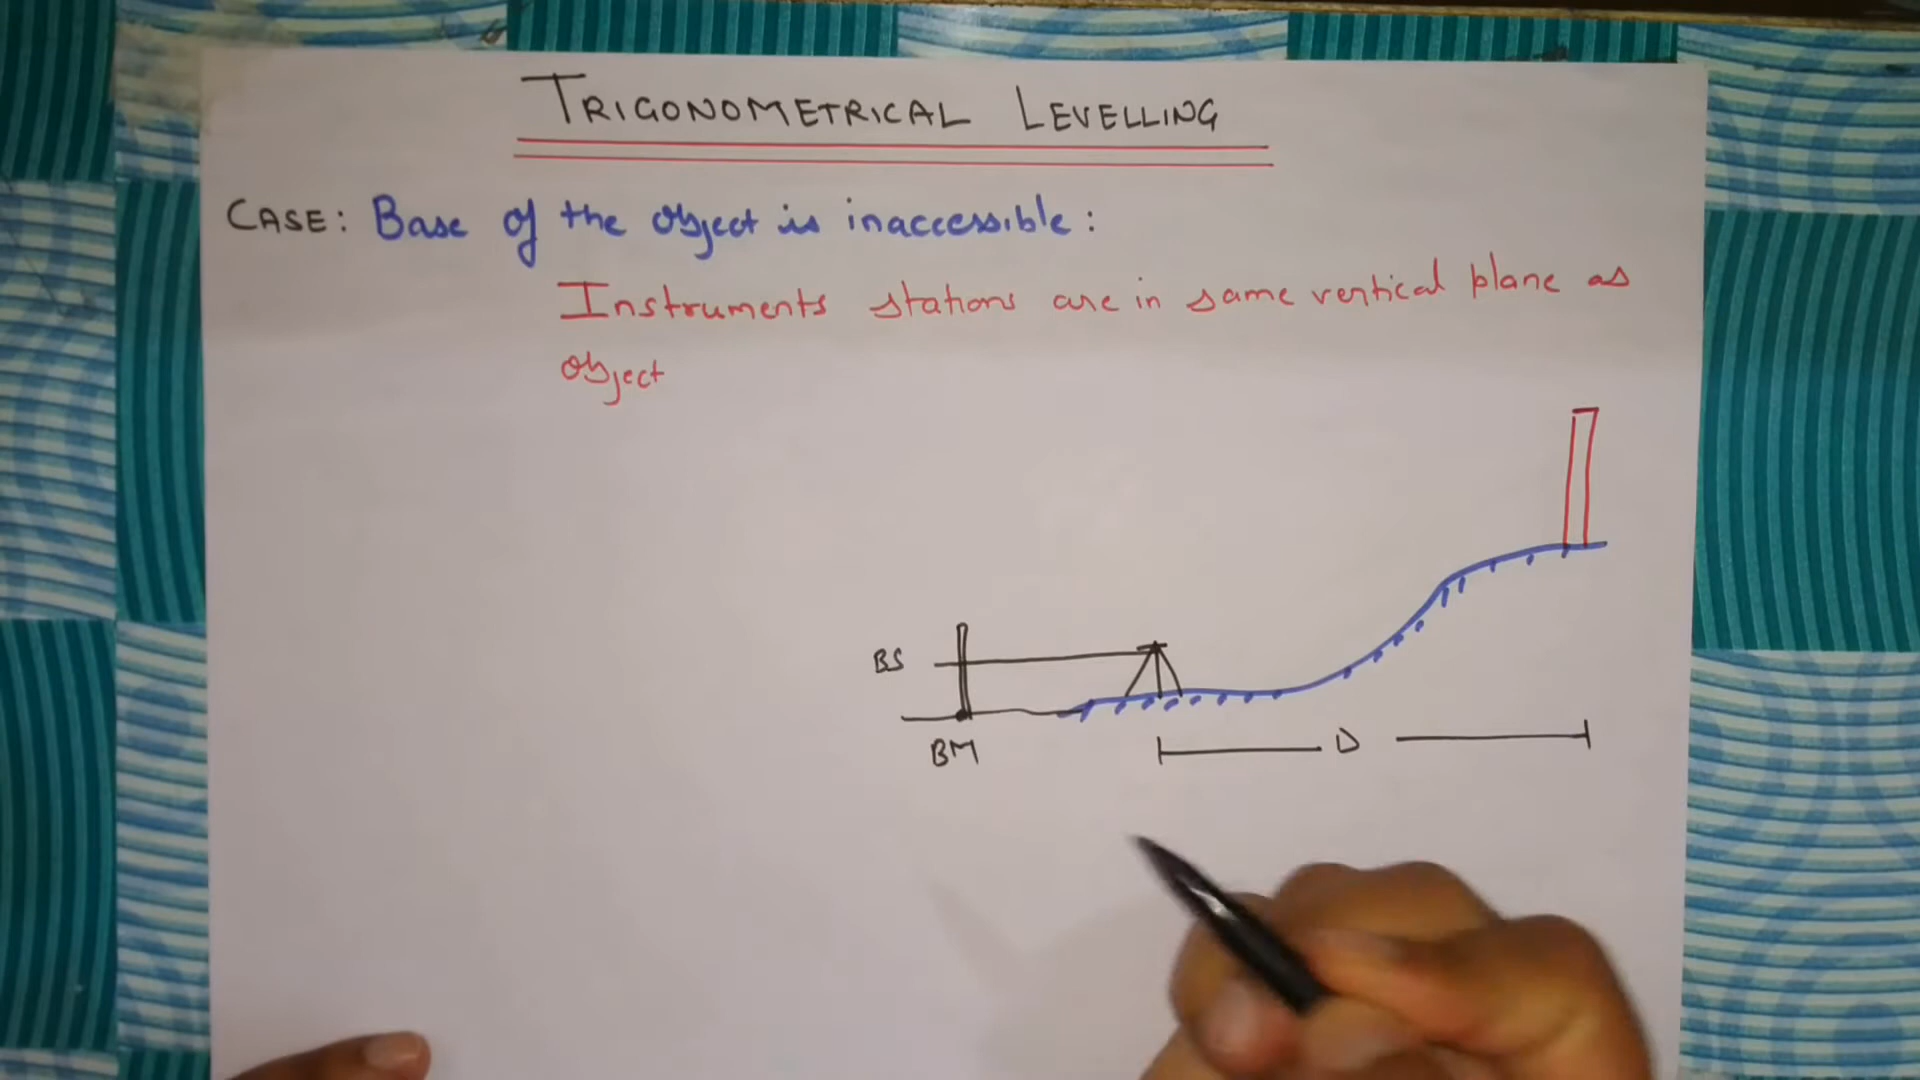 TRIGONOMETRICAL LEVELLING
CASE: Base of the object is inaccessible:
Instruments stations are in same vertical plane as
object
BS
BM
D